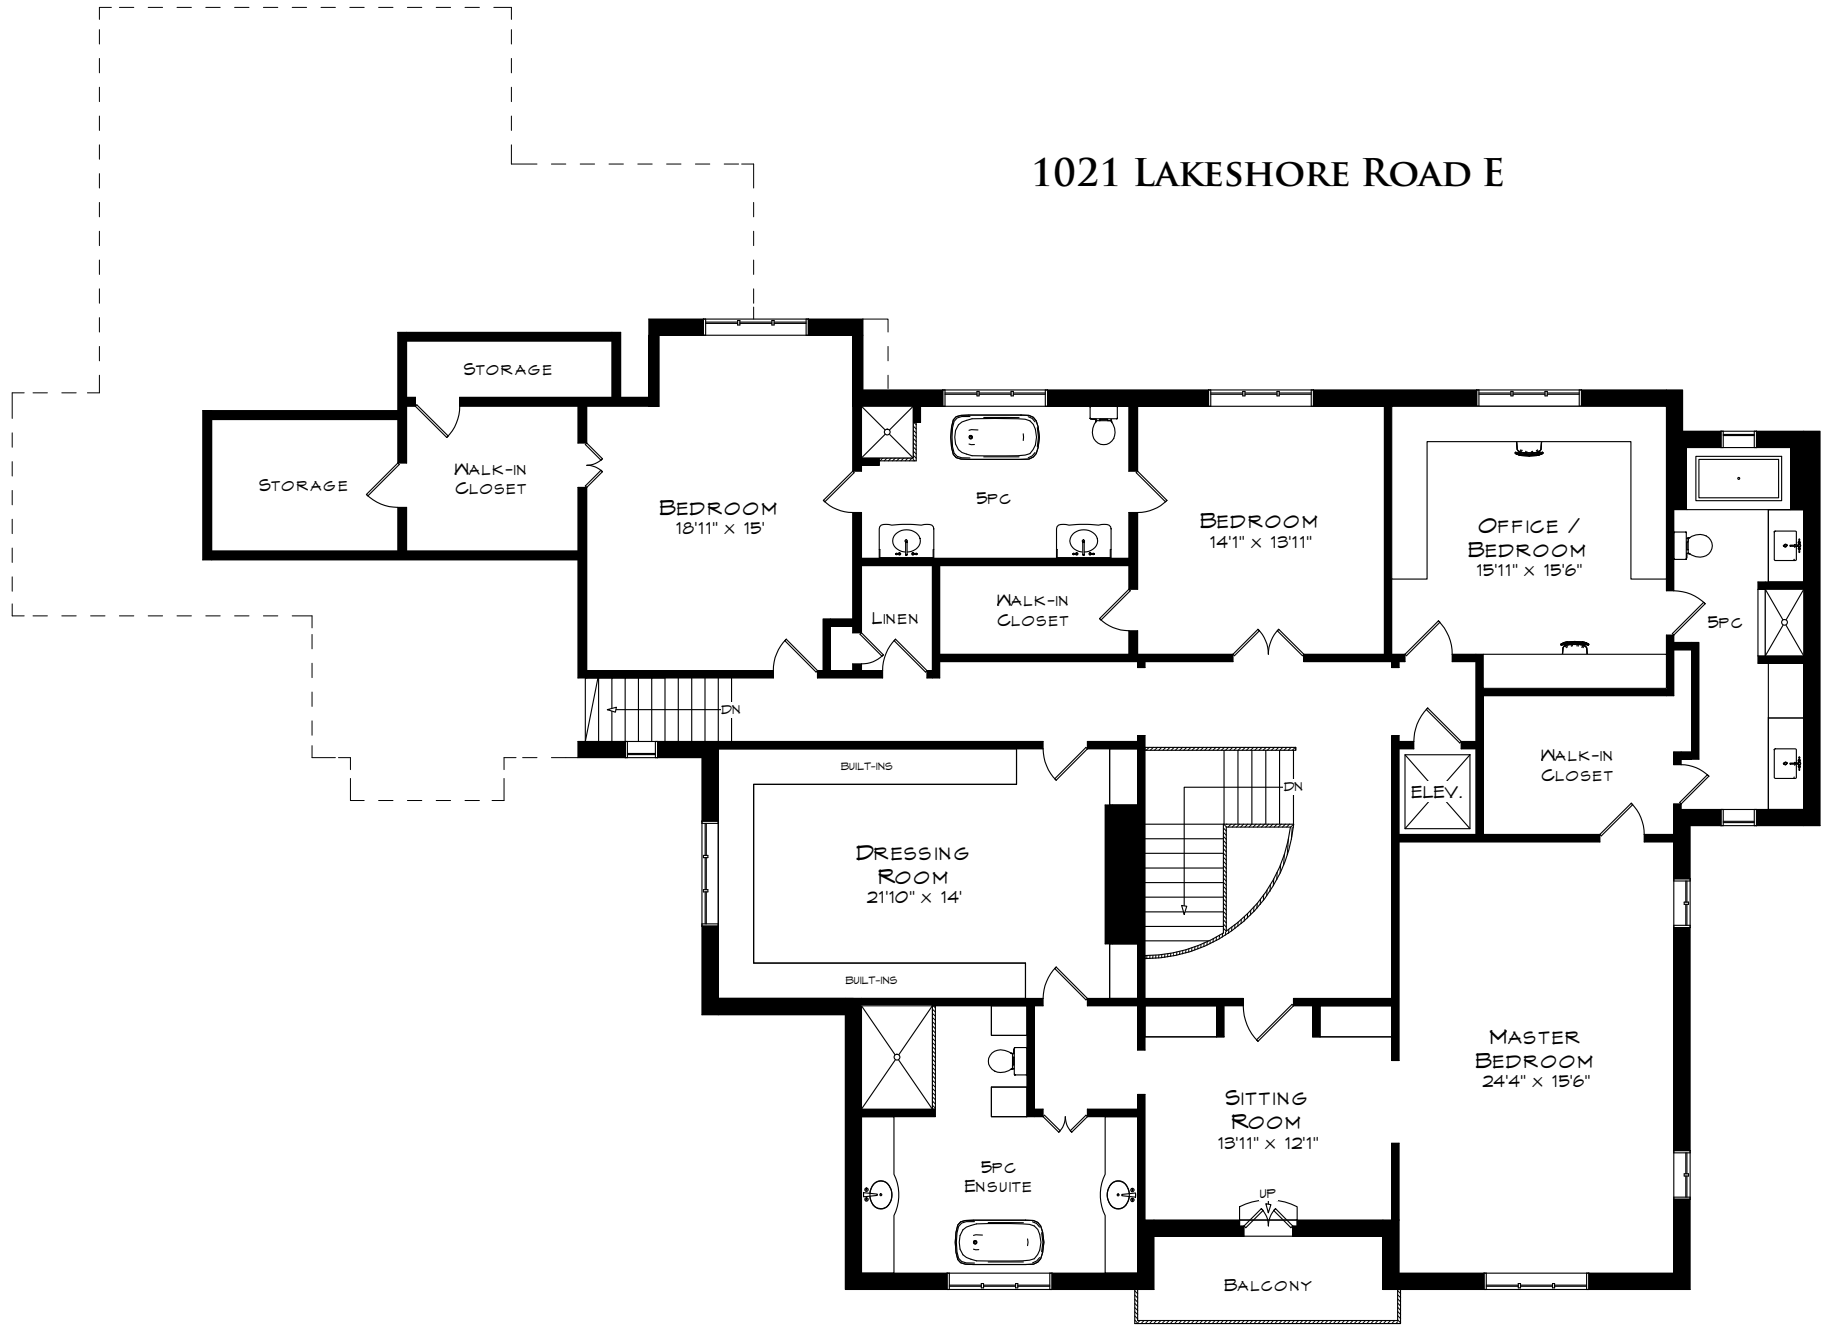 1021 Lakeshore Road E
Storage
Storage
Walk-in
Closet
Bedroom
18'11" x 15'
5pc
Bedroom
14'1" x 13'11"
Office /
Bedroom
15'11" x 15'6"
Linen
Walk-in
Closet
5pc
DN
Built-ins
DN
Elev.
Walk-in
Closet
Dressing
Room
21'10" x 14'
Built-ins
Master
Bedroom
24'4" x 15'6"
Sitting
Room
13'11" x 12'1"
5pc
Ensuite
UP
Balcony